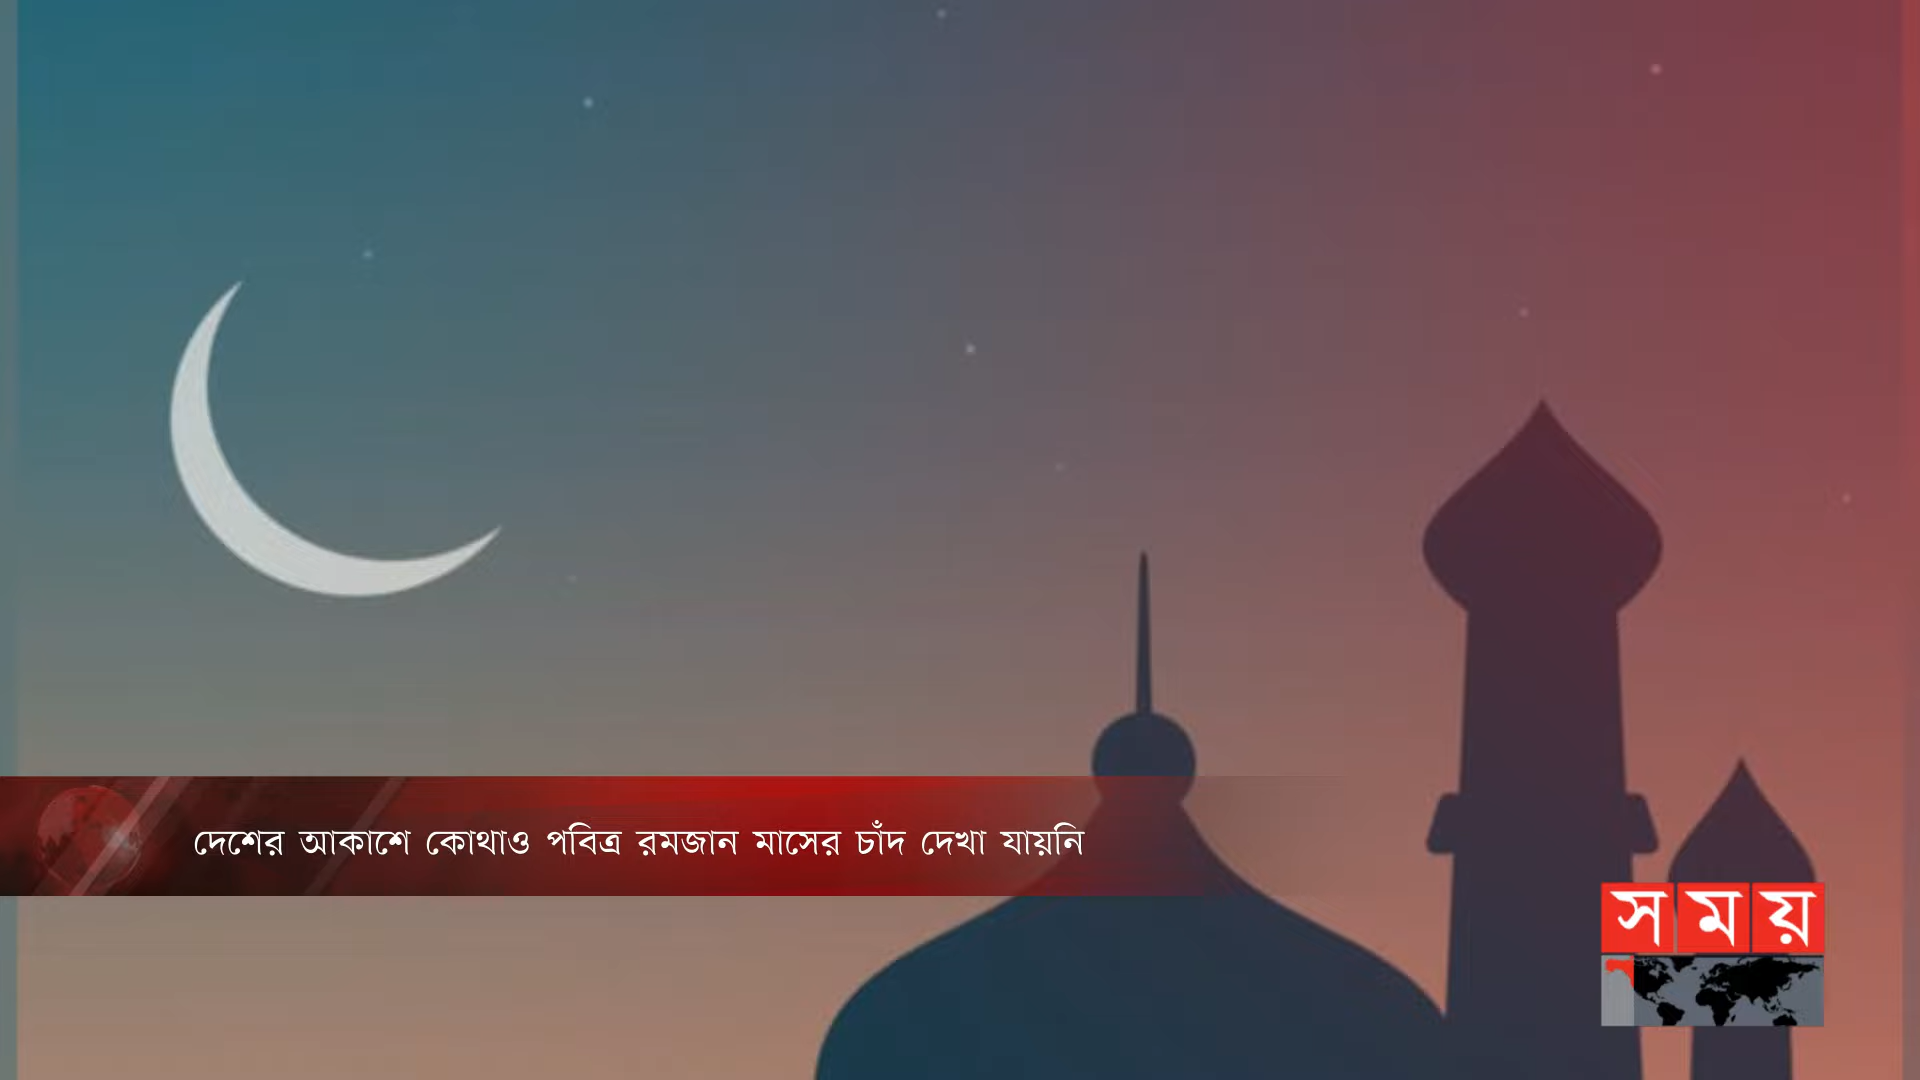 দেশের আকাশে কোথাও পবিত্র রমজান মাসের চাঁদ দেখা যায়নি
সময়